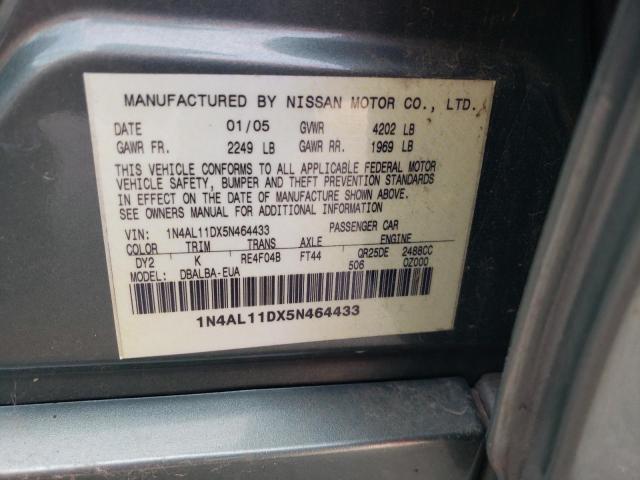 MANUFACTURED BY NISSAN MOTOR CO., LTD.
DATE 01/05 GVWR 4202 LB
GAWR FR. 2249 LB GAWR RR. 1969 LB
THIS VEHICLE CONFORMS TO ALL APPLICABLE FEDERAL MOTOR
VEHICLE SAFETY, BUMPER AND THEFT PREVENTION STANDARDS
IN EFFECT ON THE DATE OF MANUFACTURE SHOWN ABOVE.
SEE OWNERS MANUAL FOR ADDITIONAL INFORMATION
VIN: 1N4AL11DX5N464433 PASSENGER CAR
COLOR TRIM TRANS AXLE ENGINE
DY2 K RE4F04B FT44 QR25DE 2488CC
MODEL: DBALBA-EUA 506 0Z000
1N4AL11DX5N464433